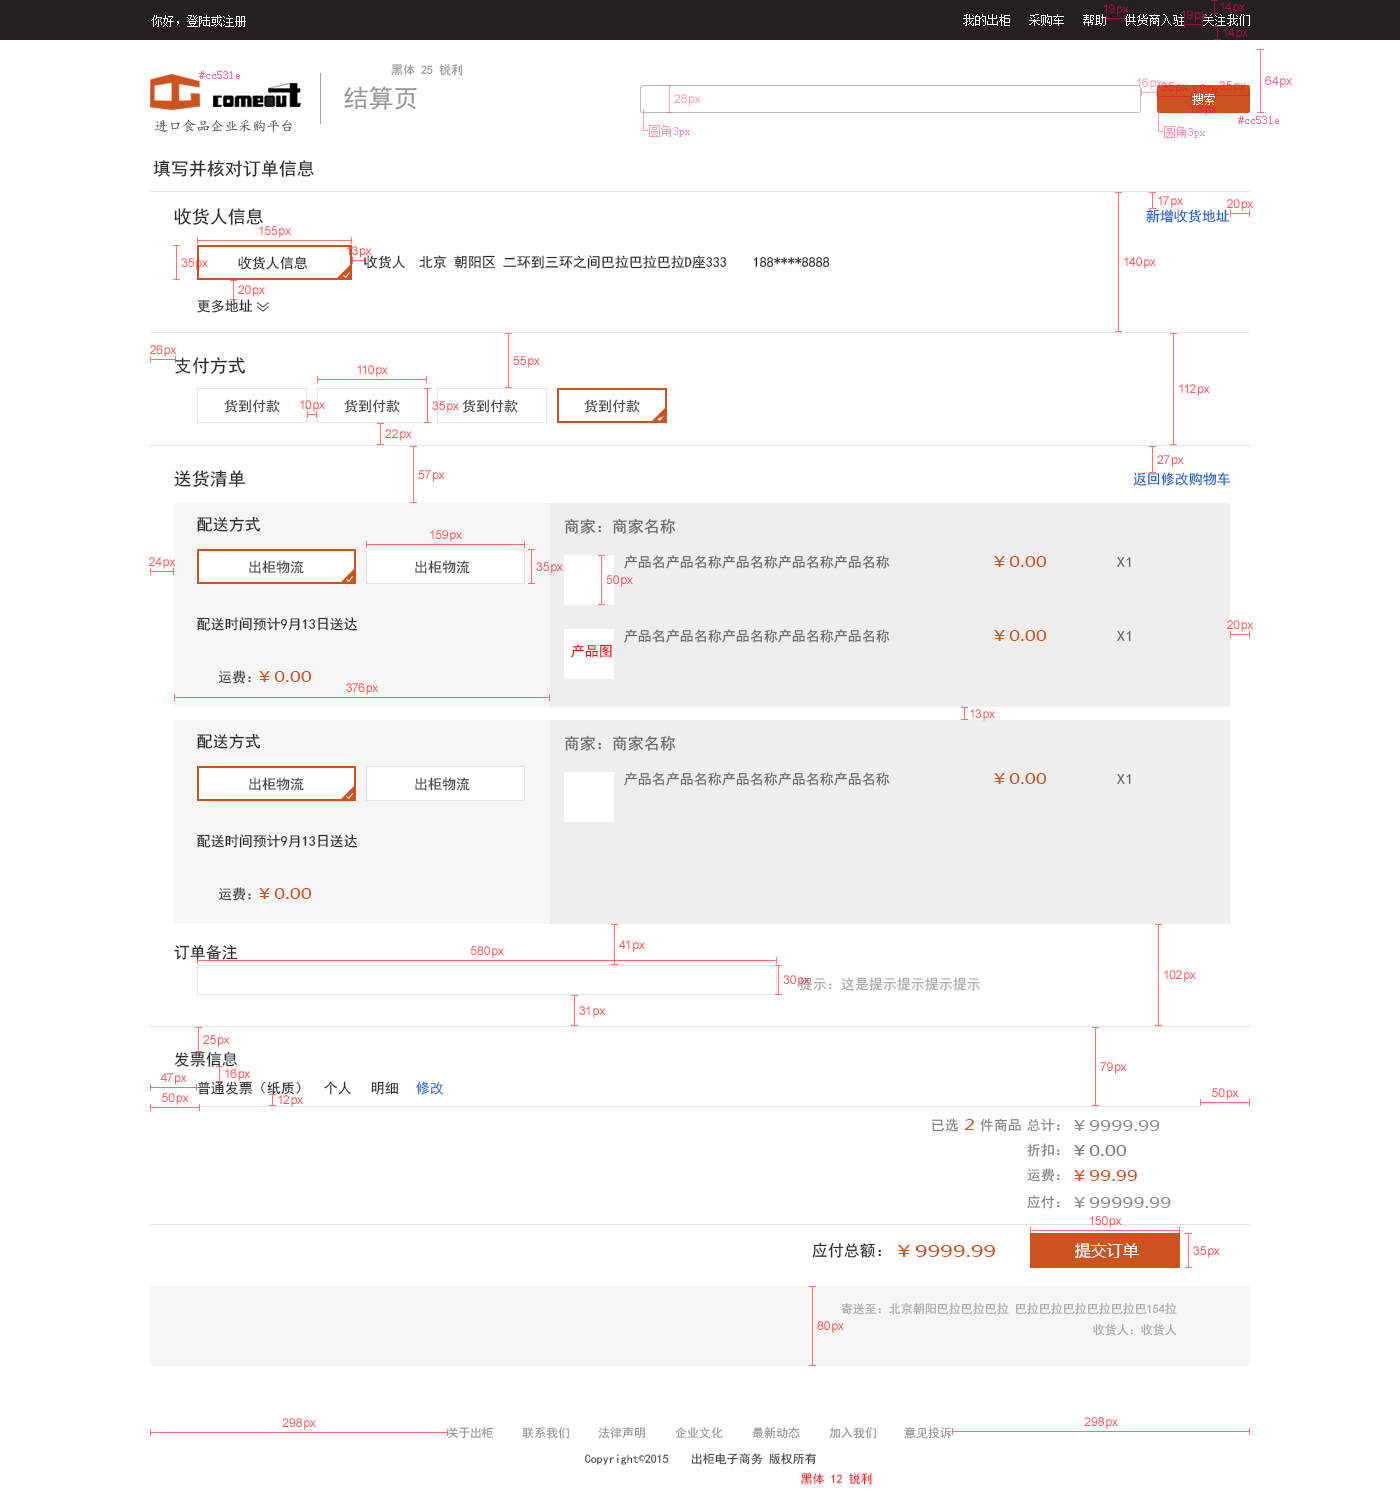 你好，登陆或注册
我的出柜 采购车 帮助 供货商入驻 关注我们
19px 19px 14px
14px
#cc531e
comeout
进口食品企业采购平台
黑体 25 锐利
结算页
28px
圆角3px
16px 35px 35px
搜索
64px
#cc531e
圆角3px
填写并核对订单信息
收货人信息
17px
20px
新增收货地址
155px
35px
收货人信息
13px
收货人 北京 朝阳区 二环到三环之间巴拉巴拉巴拉D座333 188****8888
140px
20px
更多地址
26px
支付方式
55px
110px
112px
货到付款 10px 货到付款 35px 货到付款 货到付款
22px
27px
送货清单
57px
返回修改购物车
配送方式
商家：商家名称
159px
24px
出柜物流 出柜物流 35px
产品名产品名称产品名称产品名称产品名称 ¥ 0.00 X1
50px
配送时间预计9月13日送达
20px
产品名产品名称产品名称产品名称产品名称 ¥ 0.00 X1
产品图
运费：¥ 0.00
376px
13px
配送方式
商家：商家名称
出柜物流 出柜物流
产品名产品名称产品名称产品名称产品名称 ¥ 0.00 X1
配送时间预计9月13日送达
运费：¥ 0.00
订单备注
580px
41px
30px
提示：这是提示提示提示提示
102px
31px
25px
发票信息
16px
79px
47px
普通发票（纸质） 个人 明细 修改
50px
12px
50px
已选 2 件商品 总计： ¥ 9999.99
折扣： ¥ 0.00
运费： ¥ 99.99
应付： ¥ 99999.99
150px
应付总额： ¥ 9999.99
提交订单
35px
80px
寄送至：北京朝阳巴拉巴拉巴拉 巴拉巴拉巴拉巴拉巴拉巴154拉
收货人：收货人
298px
关于出柜 联系我们 法律声明 企业文化 最新动态 加入我们 意见投诉
298px
Copyright©2015 出柜电子商务 版权所有
黑体 12 锐利